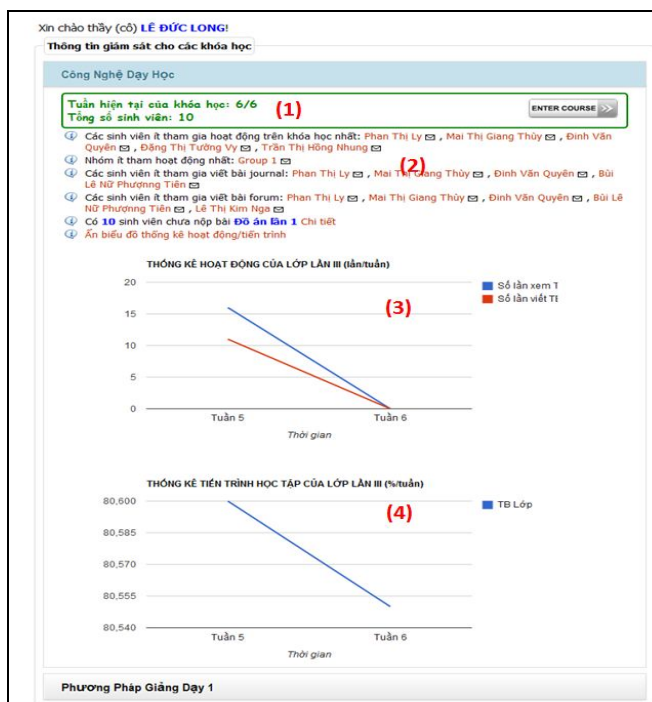 Xin chào thầy (cô) LÊ ĐỨC LONG!
Thông tin giám sát cho các khóa học
Công Nghệ Dạy Học
Tuần hiện tại của khóa học: 6/6
(1)
ENTER COURSE >>
Tổng số sinh viên: 10
Các sinh viên ít tham gia hoạt động trên khóa học nhất: Phan Thị Ly , Mai Thị Giang Thùy , Đinh Văn
Quyên , Đặng Thị Tường Vy , Trần Thị Hồng Nhung
Nhóm ít tham hoạt động nhất: Group 1
(2)
Các sinh viên ít tham gia viết bài journal: Phan Thị Ly , Mai Thị Giang Thùy , Đinh Văn Quyên , Bùi
Lê Nữ Phượnng Tiên
Các sinh viên ít tham gia viết bài forum: Phan Thị Ly , Mai Thị Giang Thùy , Đinh Văn Quyên , Bùi Lê
Nữ Phượnng Tiên , Lê Thị Kim Nga
Có 10 sinh viên chưa nộp bài Đồ án lần 1 Chi tiết
Ẩn biểu đồ thống kê hoạt động/tiến trình
THỐNG KÊ HOẠT ĐỘNG CỦA LỚP LẦN III (lần/tuần)
20
15
10
5
0
Tuần 5
Tuần 6
Thời gian
(3)
Số lần xem T
Số lần viết TB
THỐNG KÊ TIẾN TRÌNH HỌC TẬP CỦA LỚP LẦN III (%/tuần)
80,600
80,585
80,570
80,555
80,540
Tuần 5
Tuần 6
Thời gian
(4)
TB Lớp
Phương Pháp Giảng Dạy 1